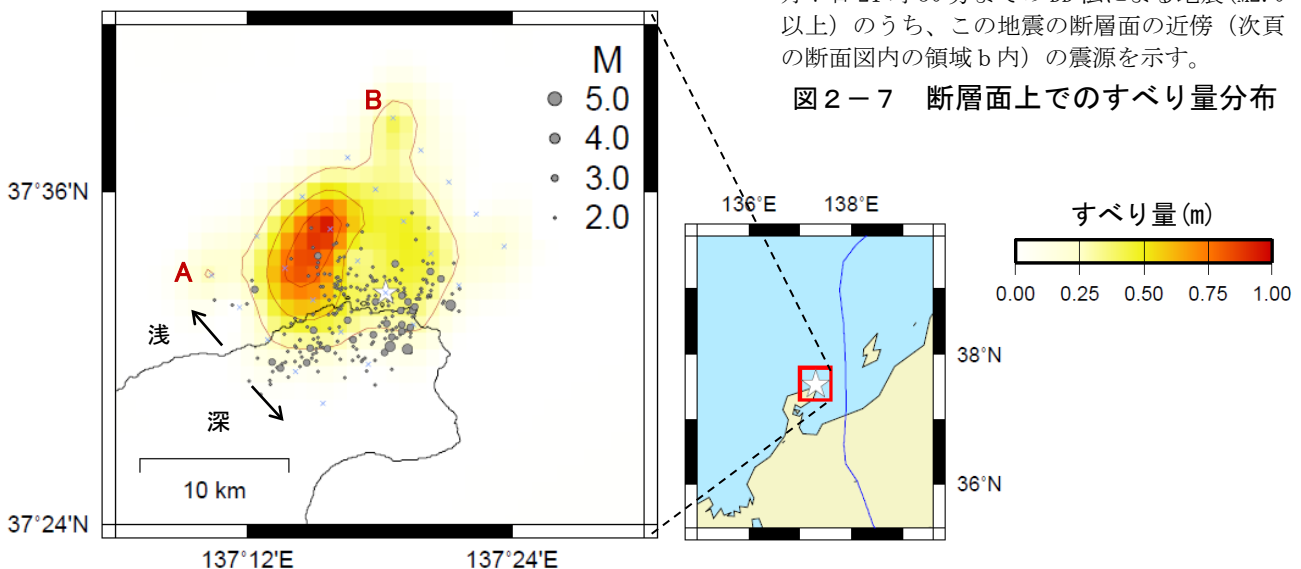 以上）のうち、この地震の断層面の近傍（次頁
の断面図内の領域 b 内）の震源を示す。
図２－７　断層面上でのすべり量分布
M
5.0
4.0
3.0
2.0
B
A
浅
深
10 km
37°36'N
37°24'N
137°12'E
137°24'E
136°E
138°E
38°N
36°N
すべり量(m)
0.00
0.25
0.50
0.75
1.00